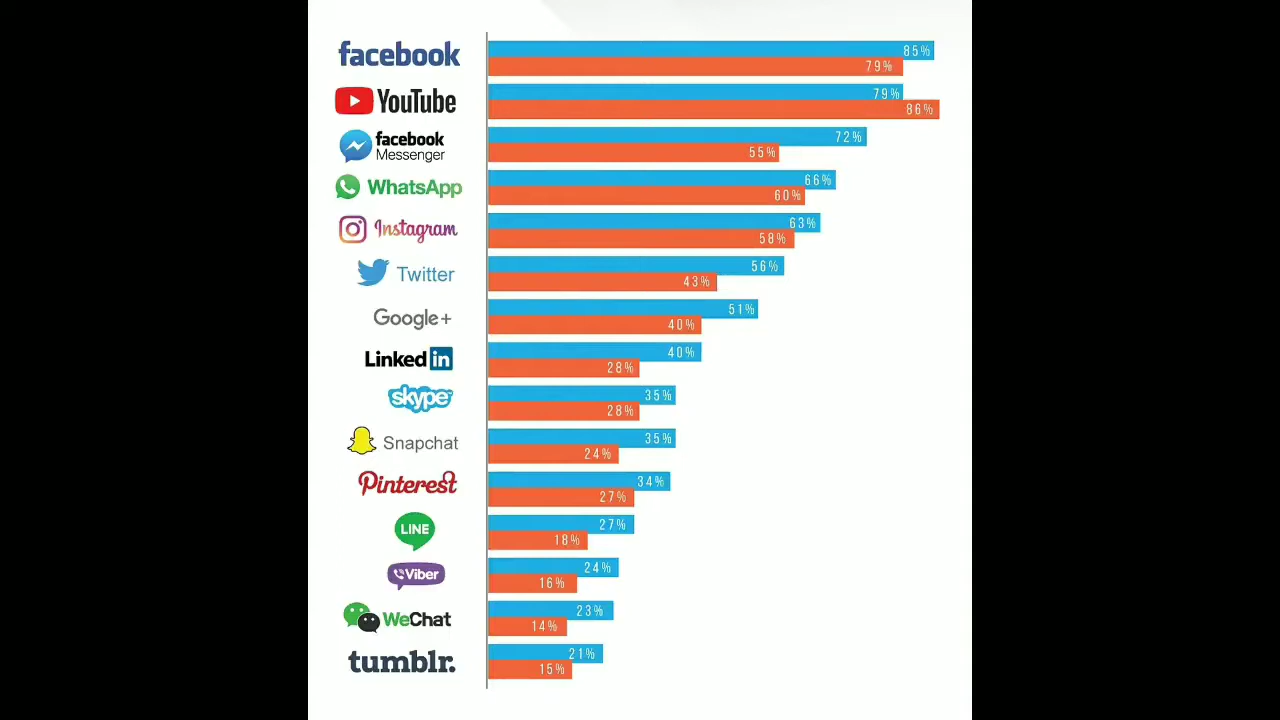 facebook
85%
79%
YouTube
79%
86%
facebook
Messenger
72%
55%
WhatsApp
66%
60%
Instagram
63%
58%
Twitter
56%
43%
Google+
51%
40%
Linked in
40%
28%
skype
35%
28%
Snapchat
35%
24%
Pinterest
34%
27%
LINE
27%
18%
Viber
24%
16%
WeChat
23%
14%
tumblr.
21%
15%